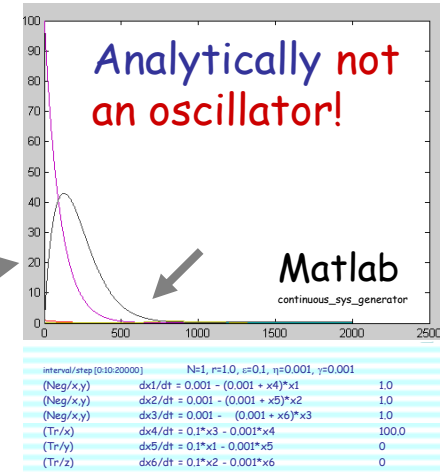 Analytically not
an oscillator!
100
90
80
70
60
50
40
30
20
10
0
Matlab
continuous_sys_generator
0 500 1000 1500 2000 2500
interval/step [0:10:20000] N=1, r=1.0, ε=0.1, η=0.001, γ=0.001
(Neg/x,y) dx1/dt = 0.001 - (0.001 + x4)*x1 1.0
(Neg/x,y) dx2/dt = 0.001 - (0.001 + x5)*x2 1.0
(Neg/x,y) dx3/dt = 0.001 - (0.001 + x6)*x3 1.0
(Tr/x) dx4/dt = 0.1*x3 - 0.001*x4 100.0
(Tr/y) dx5/dt = 0.1*x1 - 0.001*x5 0
(Tr/z) dx6/dt = 0.1*x2 - 0.001*x6 0